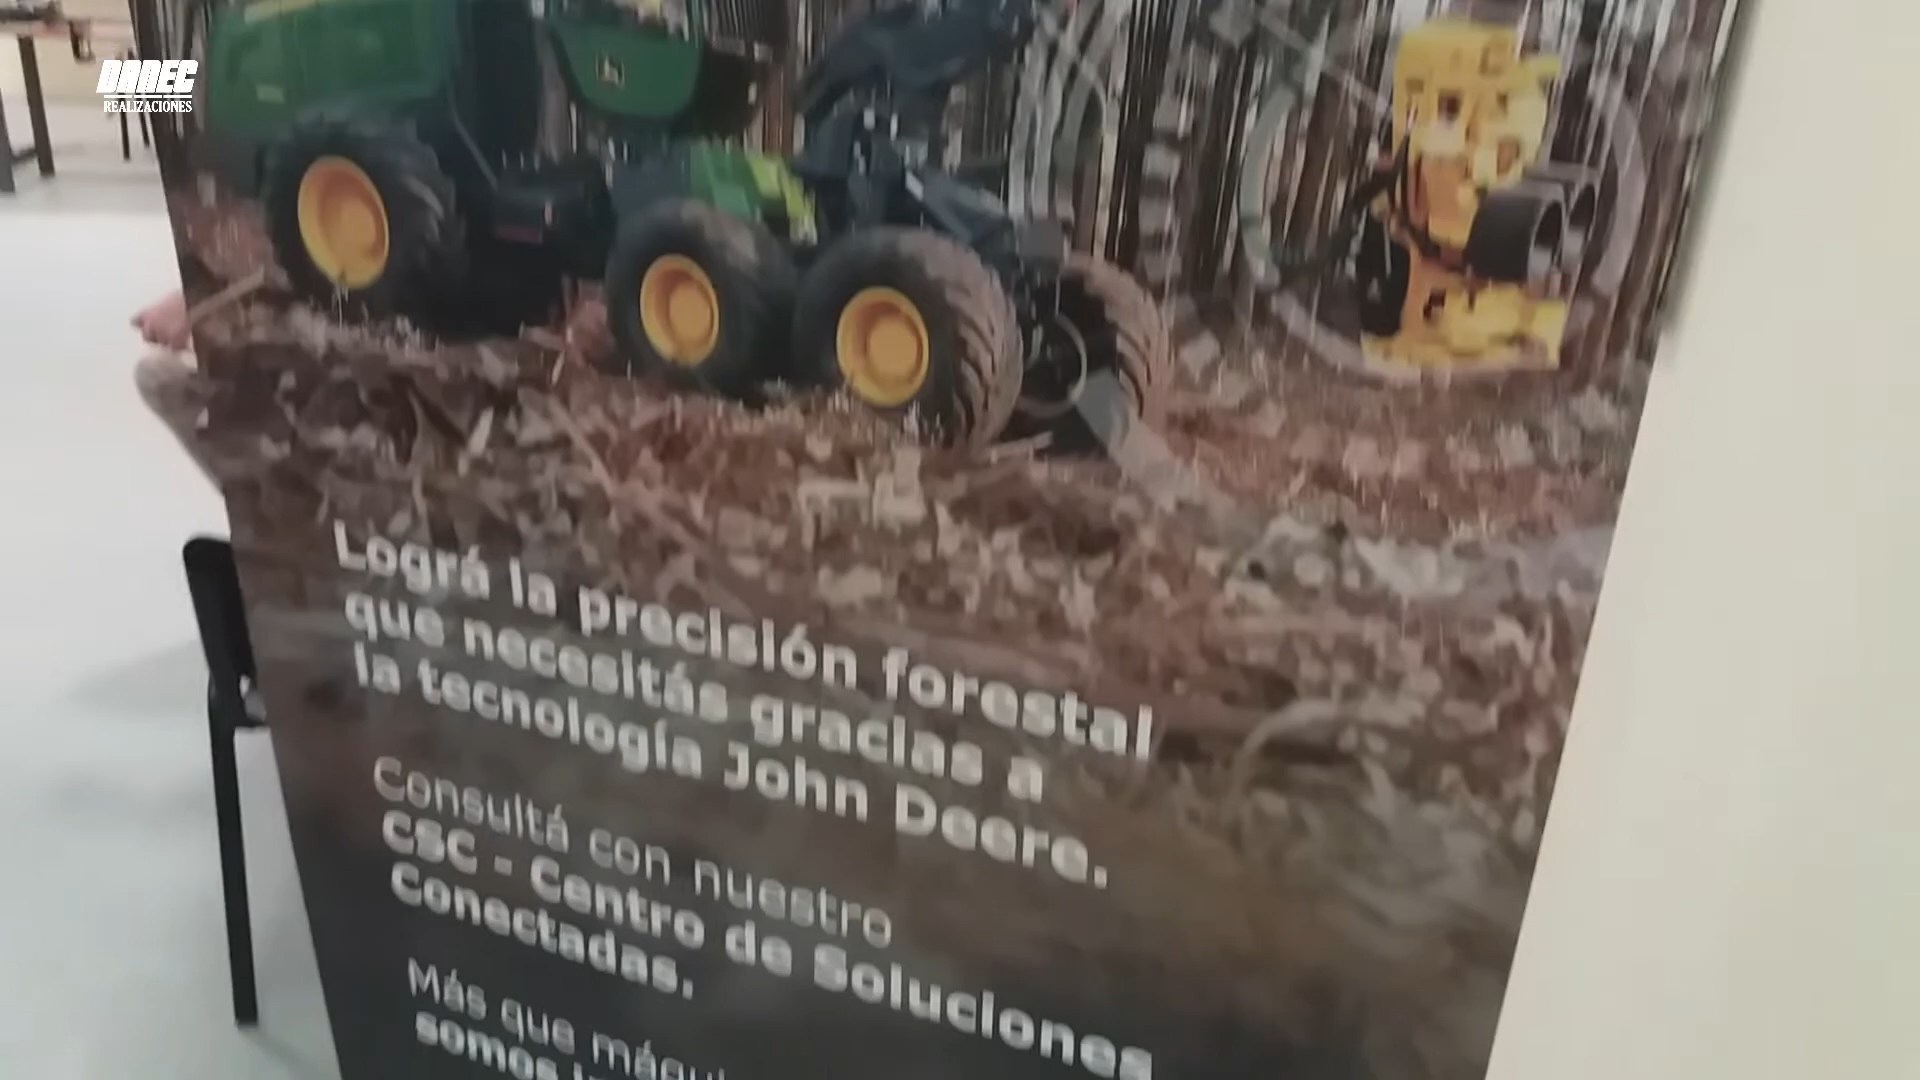 DANEC
REALIZACIONES
Lográ la precisión forestal
que necesitás gracias a
la tecnología John Deere.
Consultá con nuestro
CSC - Centro de Soluciones
Conectadas.
Más que
somos